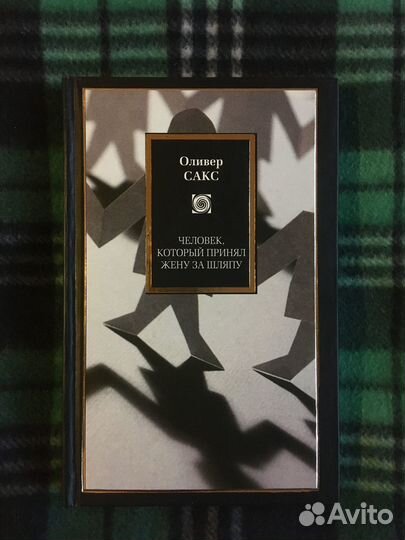 Оливер
САКС
ЧЕЛОВЕК,
КОТОРЫЙ ПРИНЯЛ
ЖЕНУ ЗА ШЛЯПУ
Avito